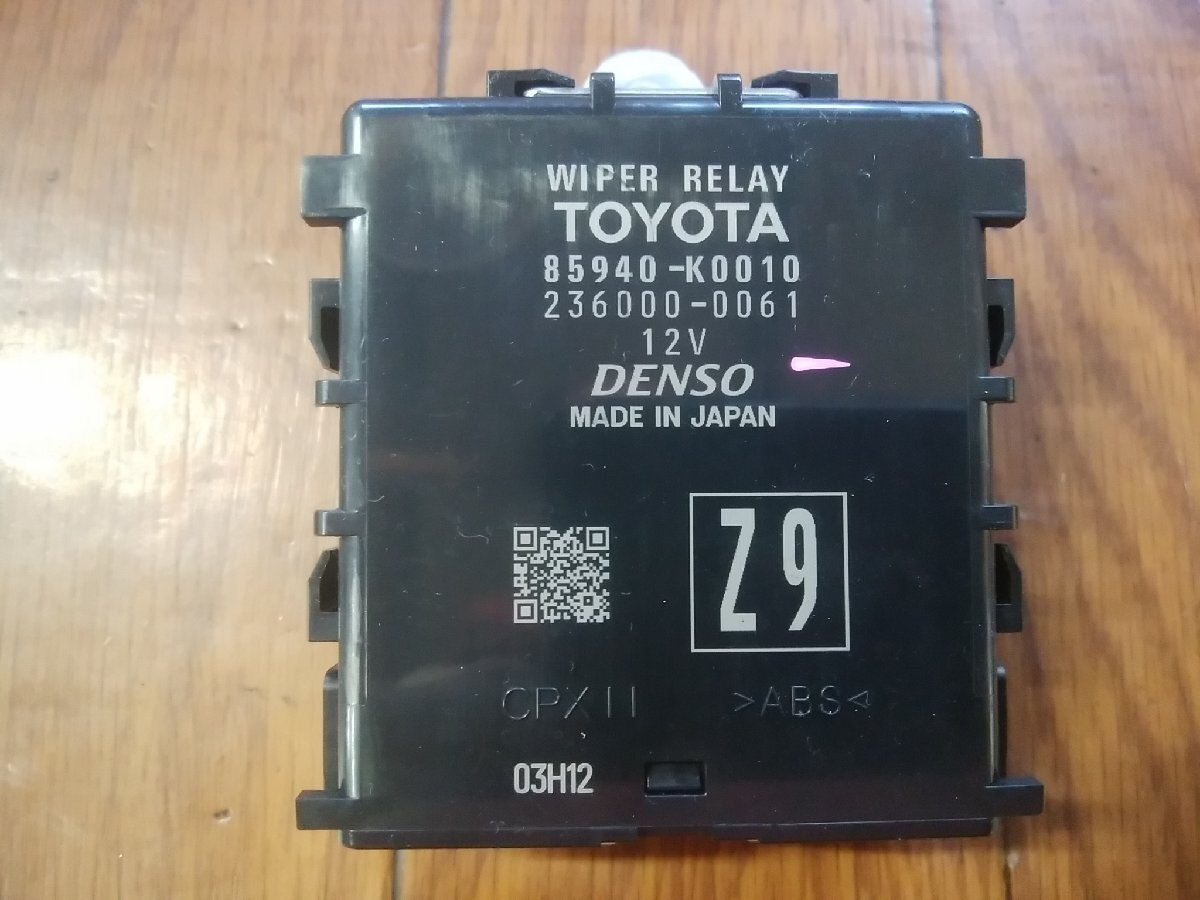 WIPER RELAY
TOYOTA
85940-K0010
236000-0061
12V
DENSO
MADE IN JAPAN
Z9
CPX11 >ABS<
03H12